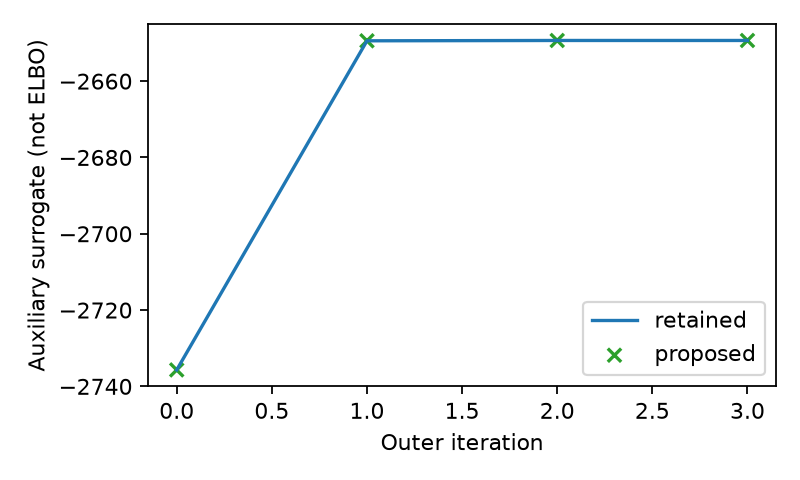 Auxiliary surrogate (not ELBO)
−2660
−2680
−2700
−2720
−2740
retained
proposed
0.0 0.5 1.0 1.5 2.0 2.5 3.0
Outer iteration